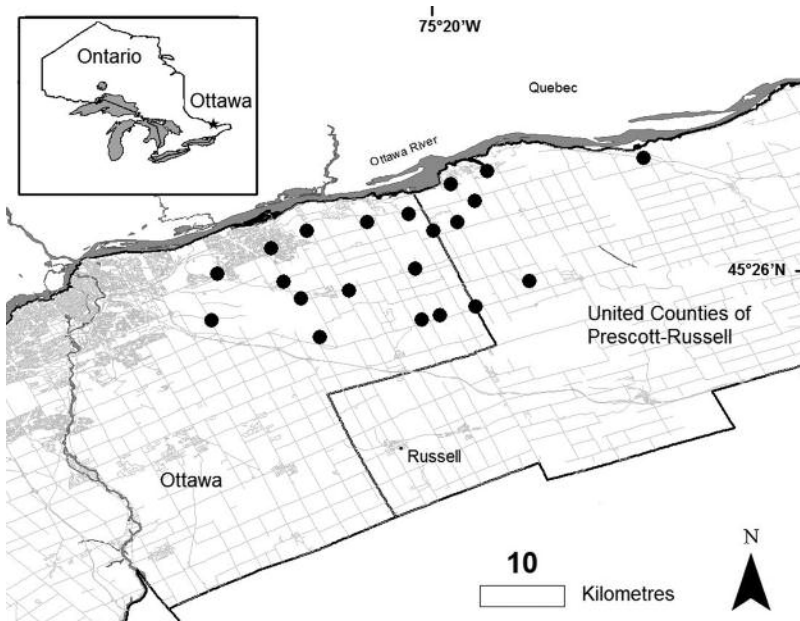 75°20'W
Ontario
Ottawa
Quebec
Ottawa River
45°26'N
United Counties of
Prescott-Russell
Russell
Ottawa
N
10
Kilometres